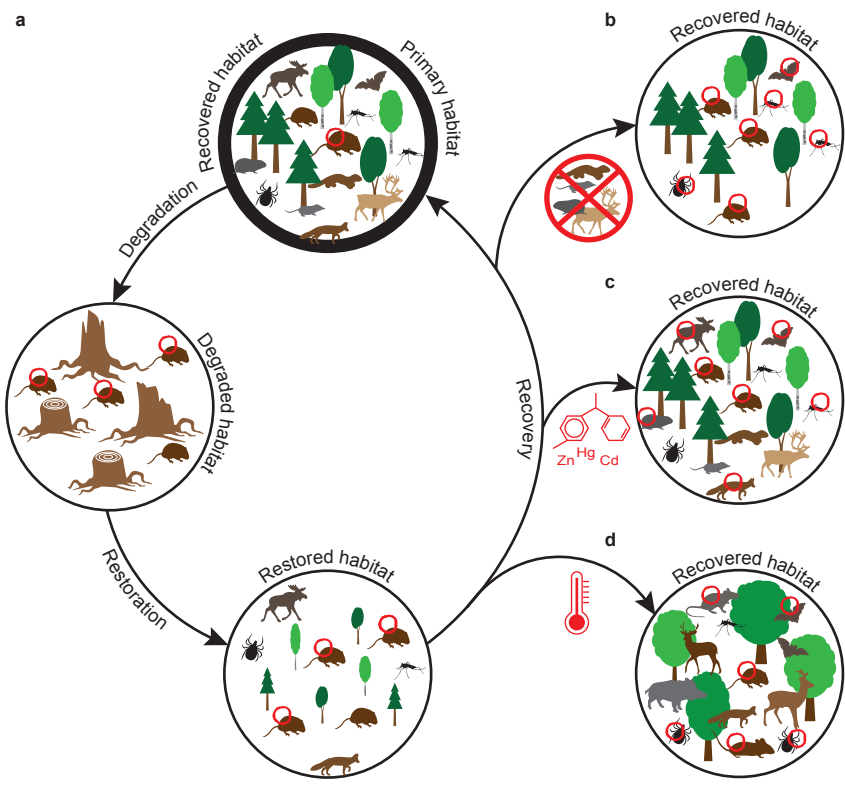 a
Recovered habitat
Primary habitat
Degradation
Degraded habitat
Restoration
Restored habitat
Recovery
b
Recovered habitat
c
Recovered habitat
Zn Hg Cd
d
Recovered habitat